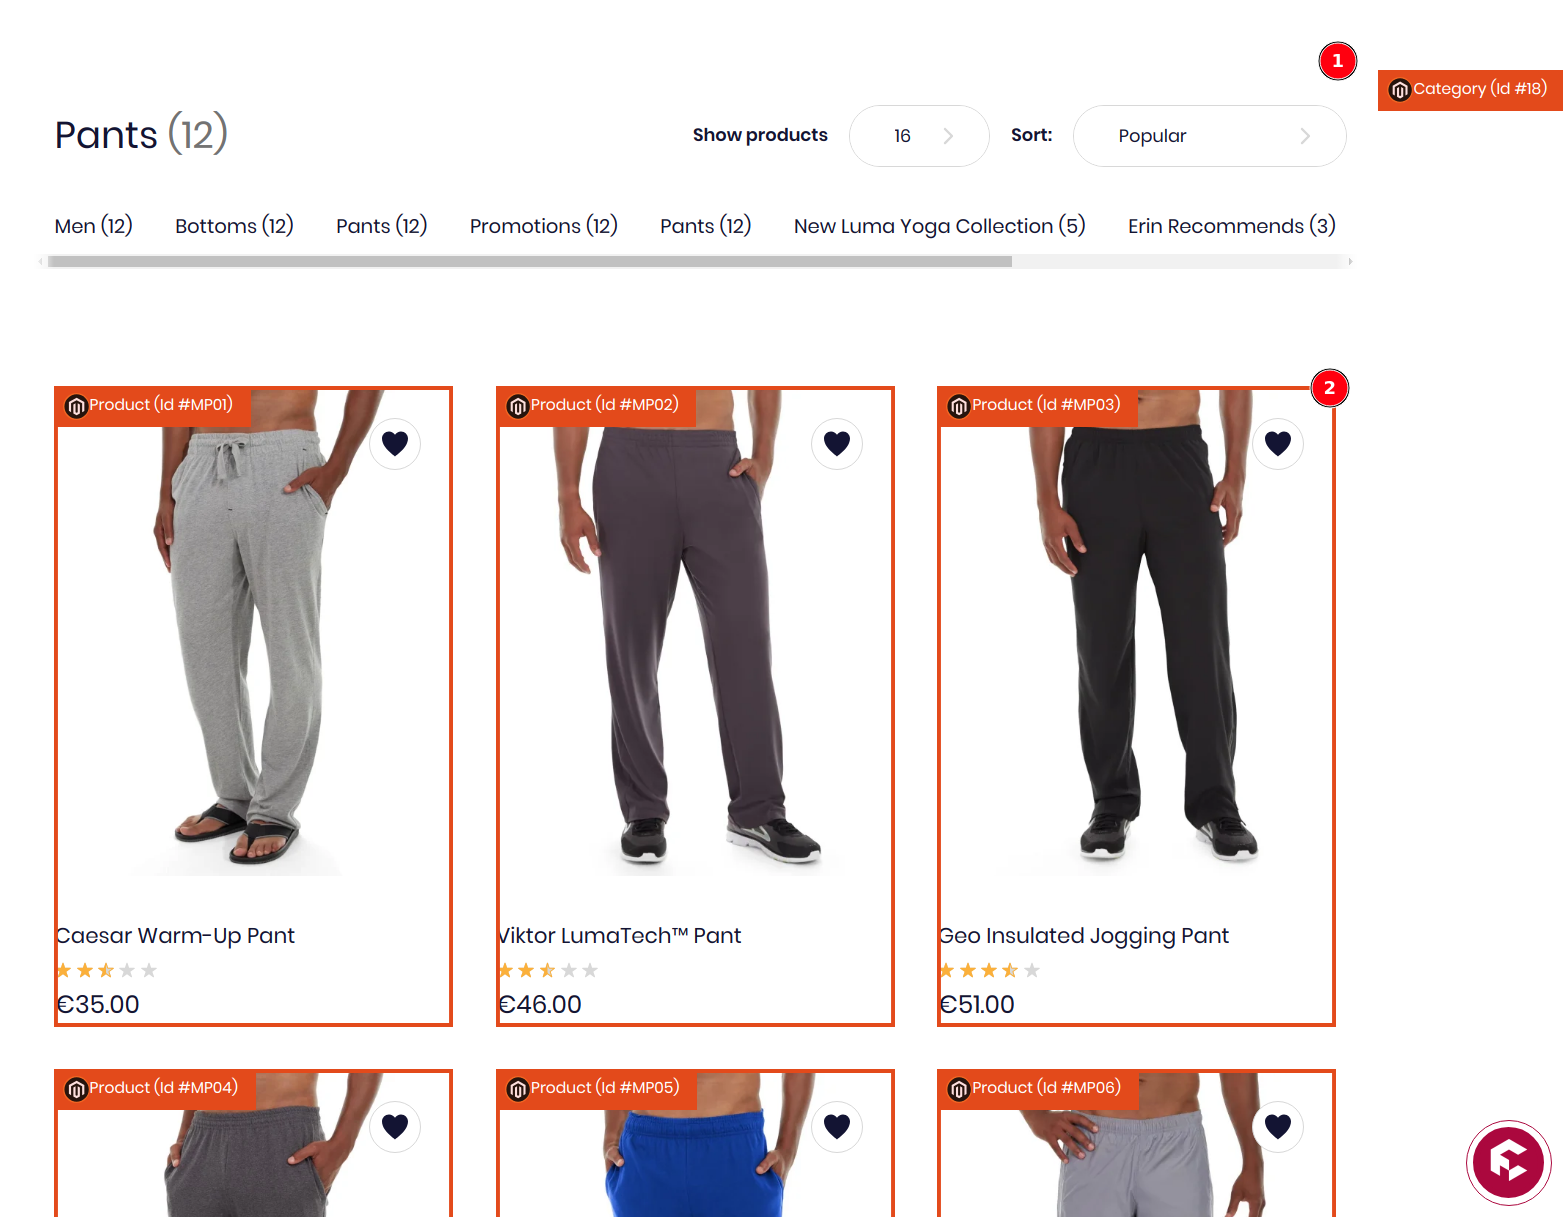 1
Category (Id #18)
Pants (12)
Show products
16
Sort:
Popular
Men (12)
Bottoms (12)
Pants (12)
Promotions (12)
Pants (12)
New Luma Yoga Collection (5)
Erin Recommends (3)
2
Product (Id #MP01)
Product (Id #MP02)
Product (Id #MP03)
Caesar Warm-Up Pant
€35.00
Viktor LumaTech™ Pant
€46.00
Geo Insulated Jogging Pant
€51.00
Product (Id #MP04)
Product (Id #MP05)
Product (Id #MP06)